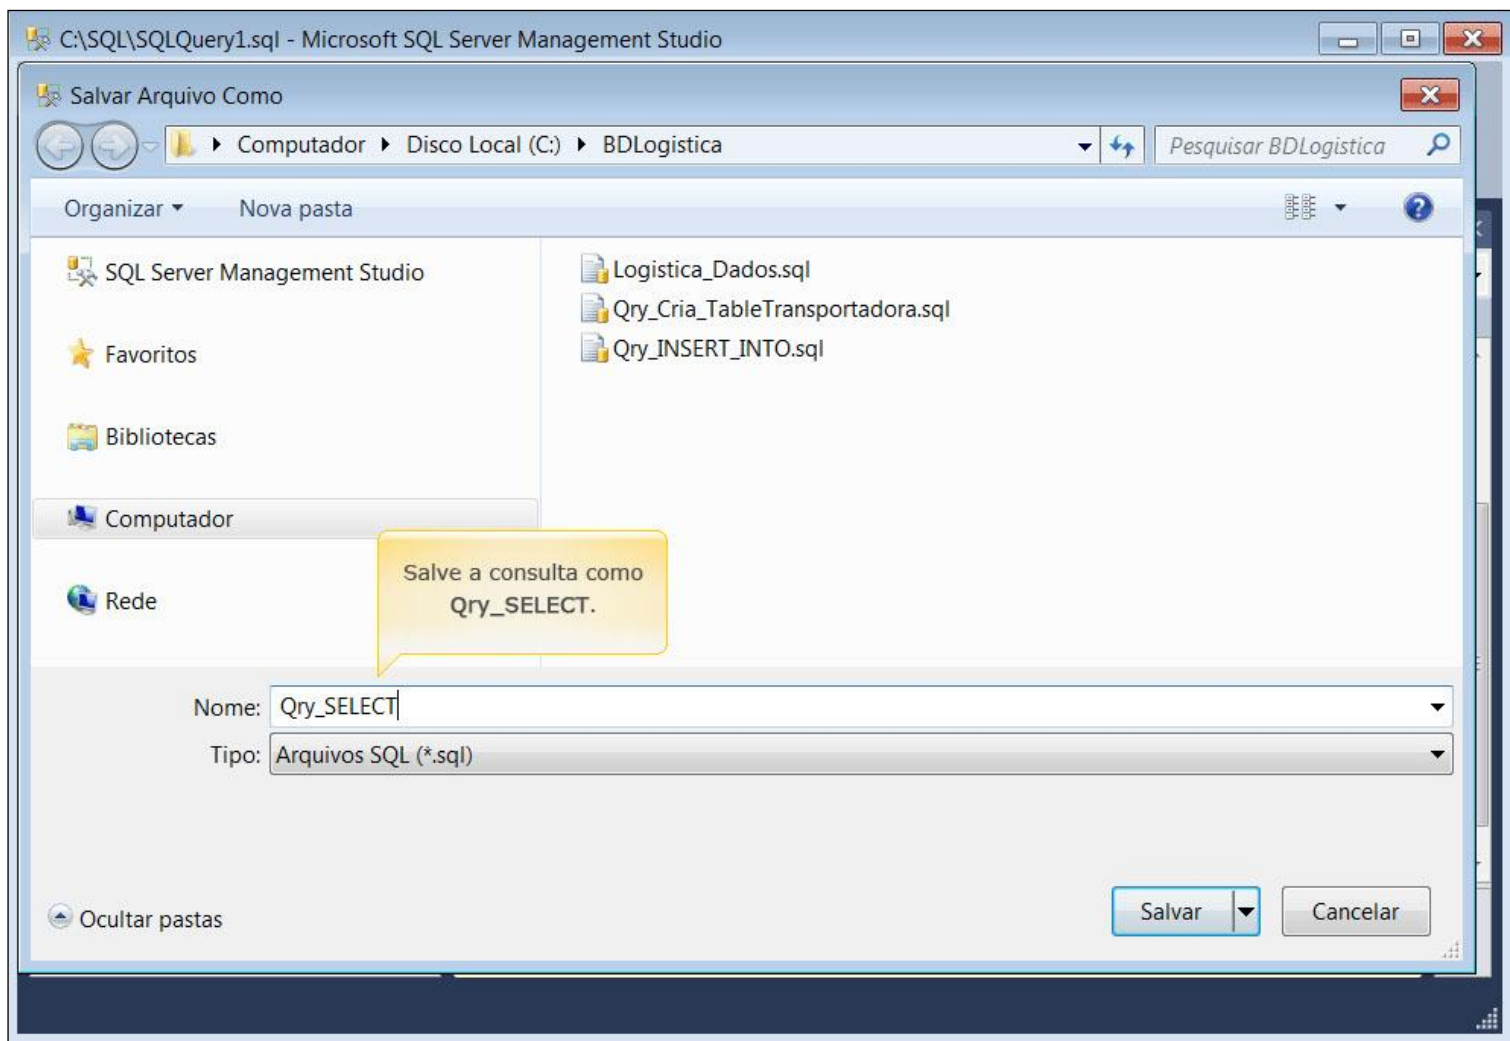 C:\SQL\SQLQuery1.sql - Microsoft SQL Server Management Studio
Salvar Arquivo Como
Computador Disco Local (C:) BDLogistica
Pesquisar BDLogistica
Organizar Nova pasta
SQL Server Management Studio
Favoritos
Bibliotecas
Computador
Rede
Logistica_Dados.sql
Qry_Cria_TableTransportadora.sql
Qry_INSERT_INTO.sql
Salve a consulta como
Qry_SELECT.
Nome: Qry_SELECT
Tipo: Arquivos SQL (*.sql)
Ocultar pastas
Salvar
Cancelar